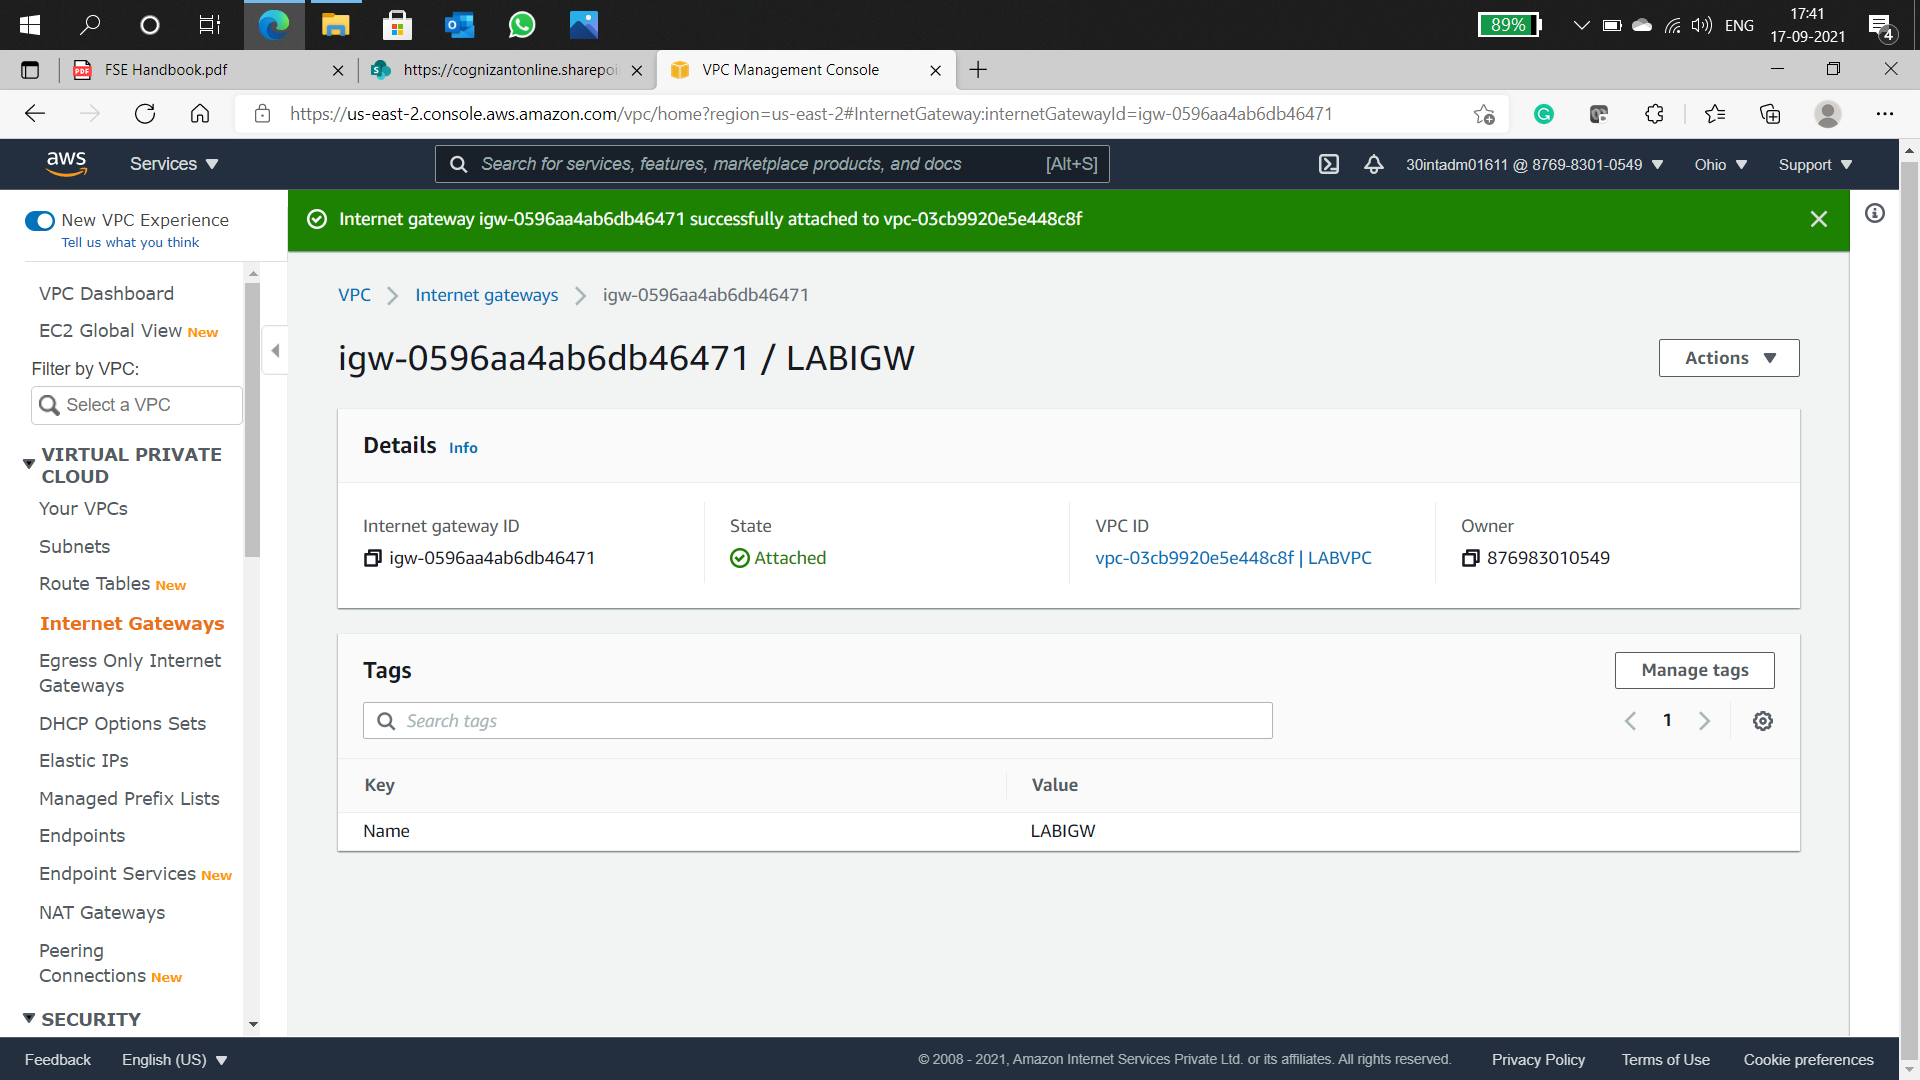 89%
ENG
17:41
17-09-2021
4
FSE Handbook.pdf
https://cognizantonline.sharepoi
VPC Management Console
https://us-east-2.console.aws.amazon.com/vpc/home?region=us-east-2#InternetGateway:internetGatewayId=igw-0596aa4ab6db46471
aws
Services
Search for services, features, marketplace products, and docs
[Alt+S]
30intadm01611 @ 8769-8301-0549
Ohio
Support
New VPC Experience
Tell us what you think
VPC Dashboard
EC2 Global View New
Filter by VPC:
Select a VPC
VIRTUAL PRIVATE
CLOUD
Your VPCs
Subnets
Route Tables New
Internet Gateways
Egress Only Internet
Gateways
DHCP Options Sets
Elastic IPs
Managed Prefix Lists
Endpoints
Endpoint Services New
NAT Gateways
Peering
Connections New
SECURITY
Internet gateway igw-0596aa4ab6db46471 successfully attached to vpc-03cb9920e5e448c8f
VPC
Internet gateways
igw-0596aa4ab6db46471
igw-0596aa4ab6db46471 / LABIGW
Actions
Details Info
Internet gateway ID
igw-0596aa4ab6db46471
State
Attached
VPC ID
vpc-03cb9920e5e448c8f | LABVPC
Owner
876983010549
Tags
Manage tags
Search tags
1
Key
Value
Name
LABIGW
Feedback
English (US)
© 2008 - 2021, Amazon Internet Services Private Ltd. or its affiliates. All rights reserved.
Privacy Policy
Terms of Use
Cookie preferences